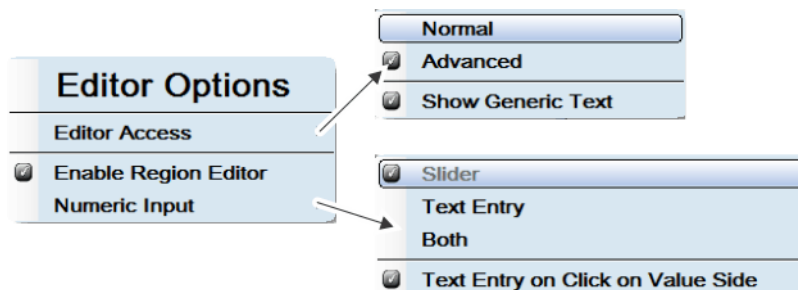 Editor Options
Editor Access
Enable Region Editor
Numeric Input
Normal
Advanced
Show Generic Text
Slider
Text Entry
Both
Text Entry on Click on Value Side